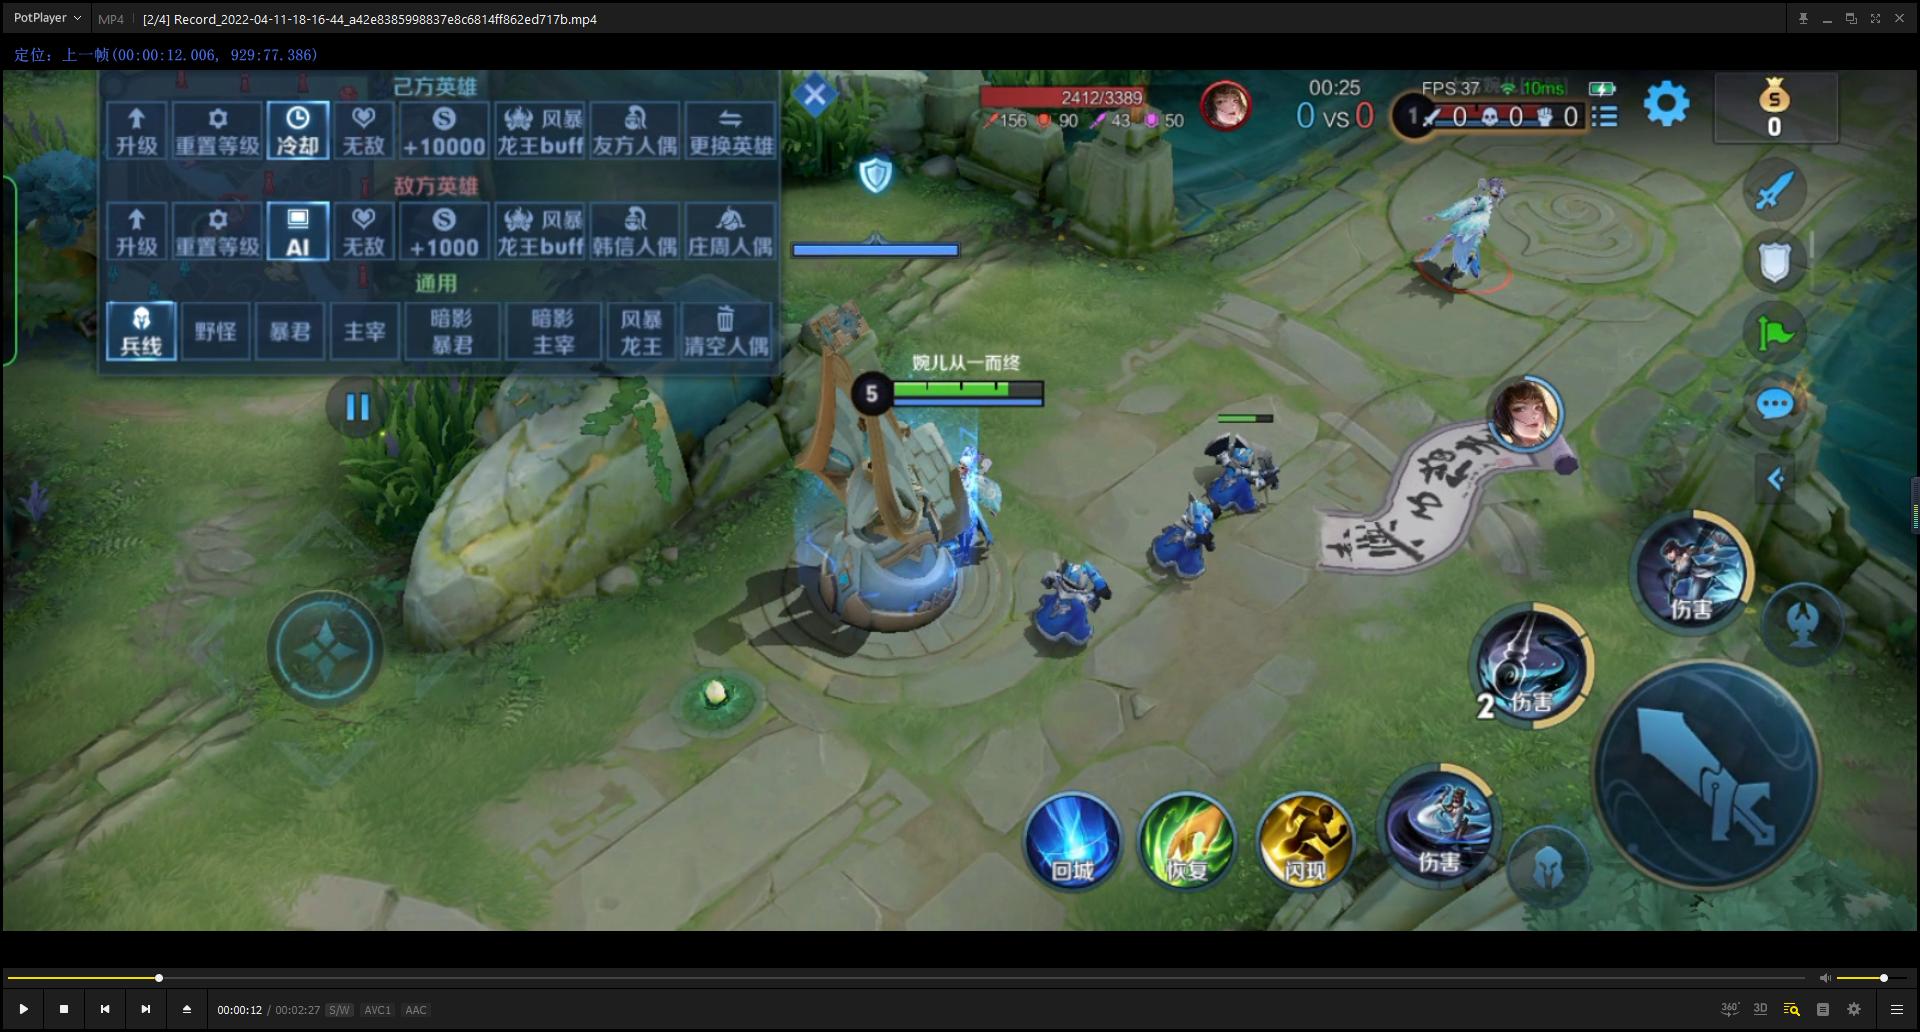 PotPlayer MP4 [2/4] Record_2022-04-11-18-16-44_a42e8385998837e8c6814ff862ed717b.mp4
定位: 上一帧(00:00:12.006, 929:77.386)
己方英雄
升级 重置等级 冷却 无敌 +10000 风暴龙王buff 友方人偶 更换英雄
敌方英雄
升级 重置等级 AI 无敌 +1000 风暴龙王buff 韩信人偶 庄周人偶
通用
兵线 野怪 暴君 主宰 暗影暴君 暗影主宰 风暴龙王 清空人偶
2412/3389
156 90 43 50
00:25
0 VS 0
FPS 37 10ms
1 0 0 0
S
0
婉儿从一而终
5
伤害
2 伤害
伤害
回城 恢复 闪现
00:00:12 / 00:02:27 S/W AVC1 AAC
360° 3D